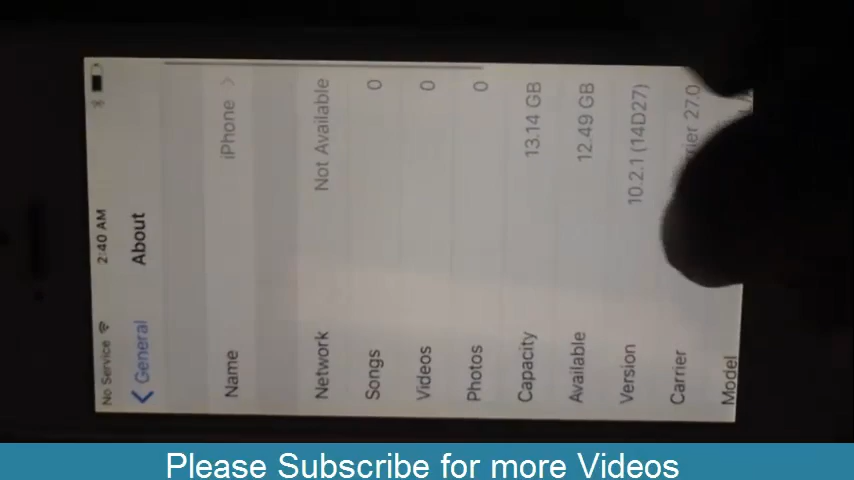 No Service 2:40 AM
General About
Name iPhone
Network Not Available
Songs 0
Videos 0
Photos 0
Capacity 13.14 GB
Available 12.49 GB
Version 10.2.1 (14D27)
Carrier 27.0
Model
Please Subscribe for more Videos